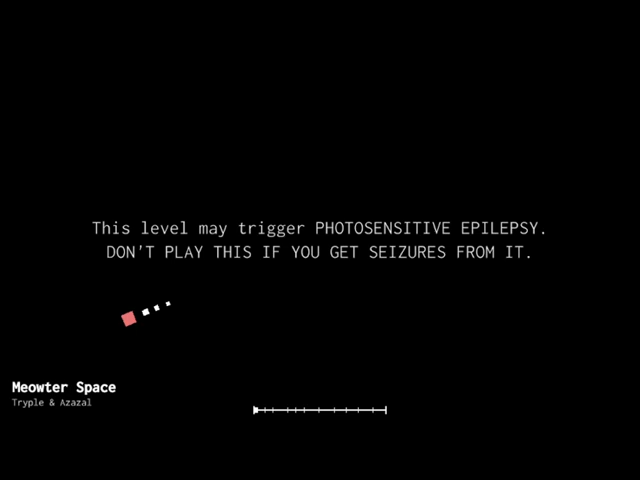 This level may trigger PHOTOSENSITIVE EPILEPSY.
DON'T PLAY THIS IF YOU GET SEIZURES FROM IT.
Meowter Space
Tryple & Azazal